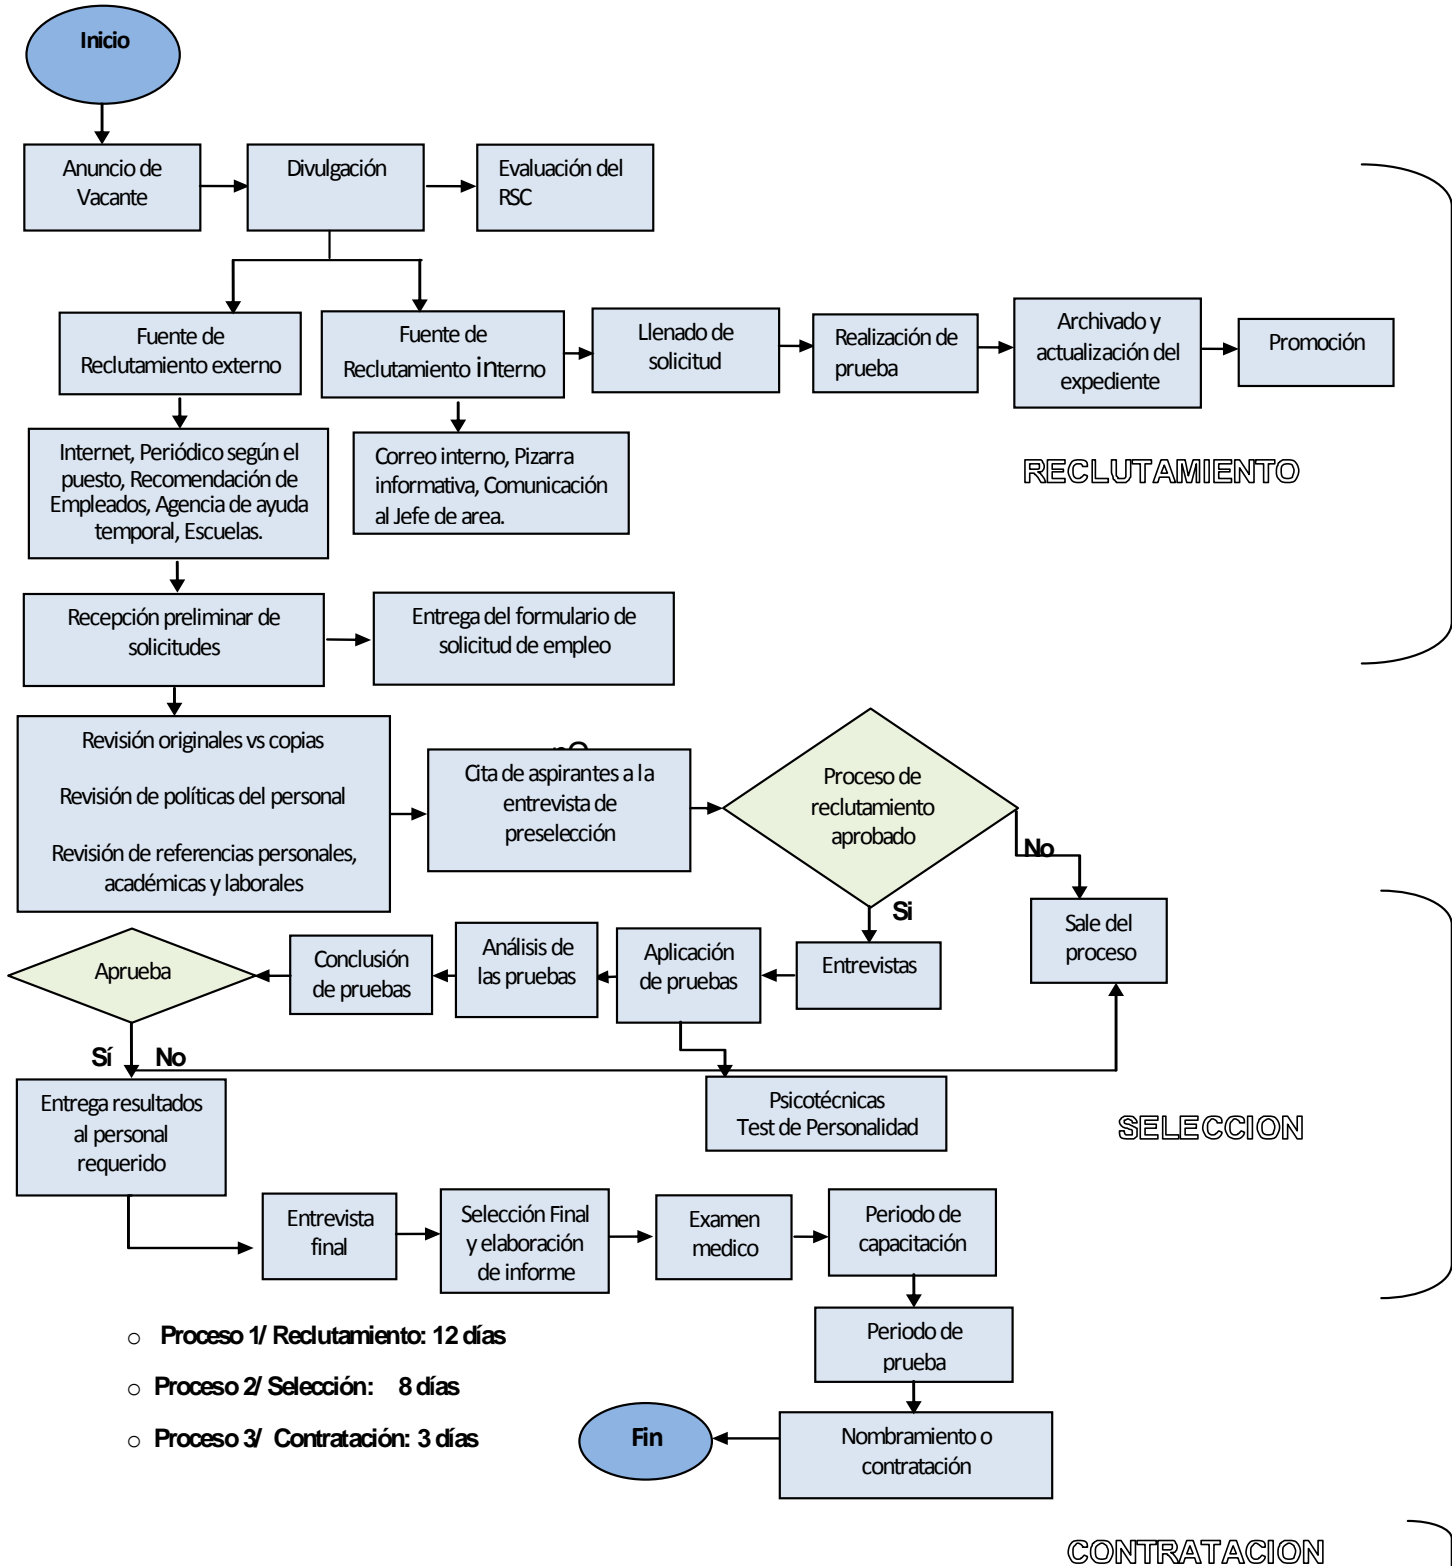 Inicio
Anuncio de
Vacante
Divulgación
Evaluación del
RSC
Fuente de
Reclutamiento externo
Fuente de
Reclutamiento interno
Llenado de
solicitud
Realización de
prueba
Archivado y
actualización del
expediente
Promoción
Internet, Periódico según el
puesto, Recomendación de
Empleados, Agencia de ayuda
temporal, Escuelas.
Correo interno, Pizarra
informativa, Comunicación
al Jefe de area.
RECLUTAMIENTO
Recepción preliminar de
solicitudes
Entrega del formulario de
solicitud de empleo
Revisión originales vs copias
Revisión de políticas del personal
Revisión de referencias personales,
académicas y laborales
Cita de aspirantes a la
entrevista de
preselección
Proceso de
reclutamiento
aprobado
No
Si
Sale del
proceso
Entrevistas
Aplicación
de pruebas
Análisis de
las pruebas
Conclusión
de pruebas
Aprueba
Sí No
Psicotécnicas
Test de Personalidad
SELECCION
Entrega resultados
al personal
requerido
Entrevista
final
Selección Final
y elaboración
de informe
Examen
medico
Periodo de
capacitación
Periodo de
prueba
Nombramiento o
contratación
Fin
○ Proceso 1/ Reclutamiento: 12 días
○ Proceso 2/ Selección: 8 días
○ Proceso 3/ Contratación: 3 días
CONTRATACION